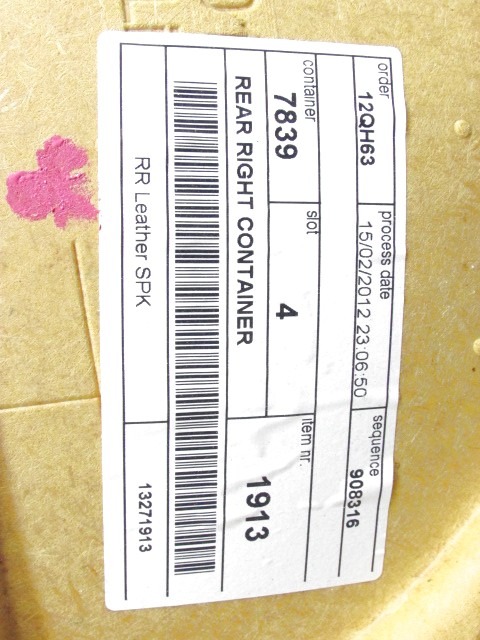 order process date sequence
12QH63 15/02/2012 23:06:50 908316
container slot item nr.
7839 4 1913
REAR RIGHT CONTAINER
RR Leather SPK 13271913